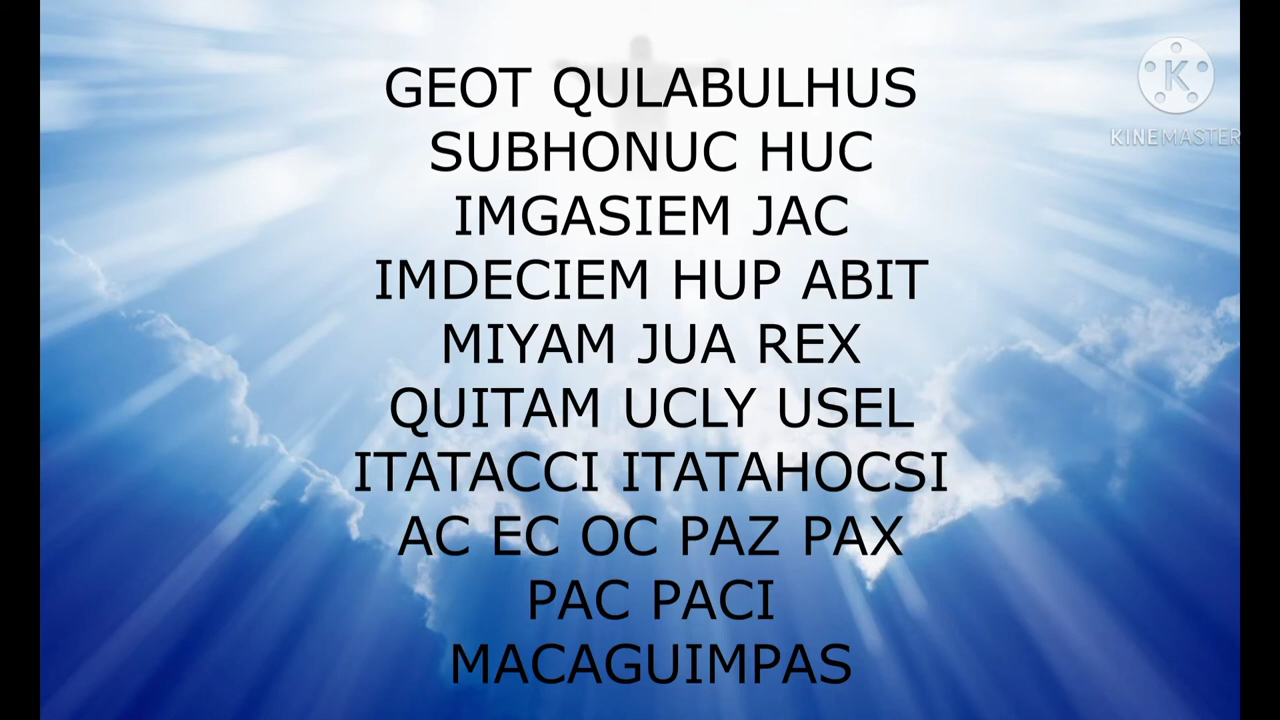 GEOT QULABULHUS
SUBHONUC HUC
IMGASIEM JAC
IMDECIEM HUP ABIT
MIYAM JUA REX
QUITAM UCLY USEL
ITATACCI ITATAHOCSI
AC EC OC PAZ PAX
PAC PACI
MACAGUIMPAS
K
KINEMASTER